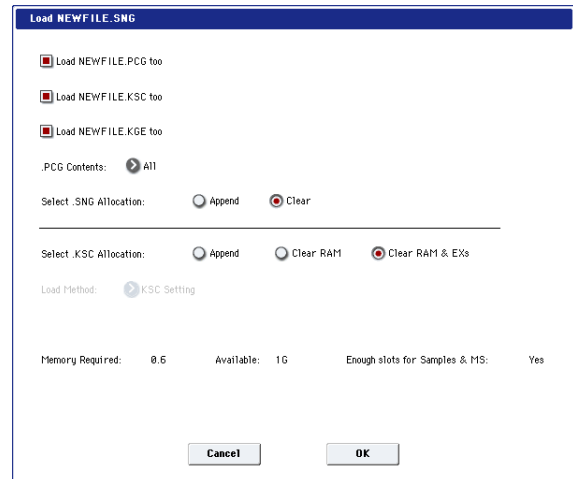 Load NEWFILE.SNG
Load NEWFILE.PCG too
Load NEWFILE.KSC too
Load NEWFILE.KGE too
.PCG Contents: All
Select .SNG Allocation: Append Clear
Select .KSC Allocation: Append Clear RAM Clear RAM & EXs
Load Method: KSC Setting
Memory Required: 0.6 Available: 1G Enough slots for Samples & MS: Yes
Cancel OK